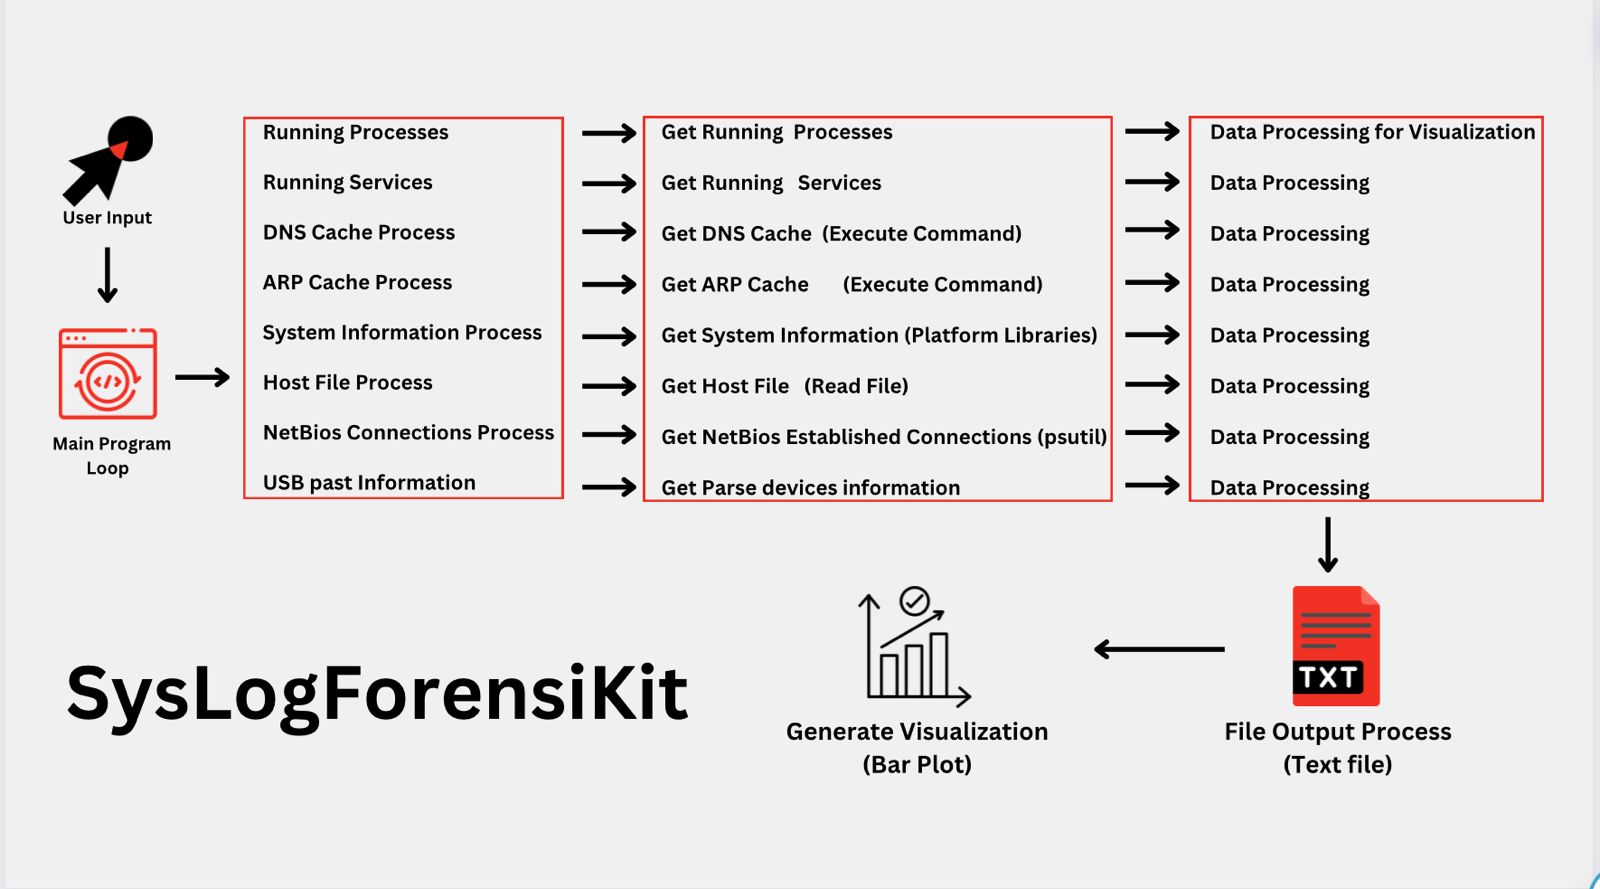 User Input
Main Program
Loop
Running Processes
Running Services
DNS Cache Process
ARP Cache Process
System Information Process
Host File Process
NetBios Connections Process
USB past Information
Get Running Processes
Get Running Services
Get DNS Cache (Execute Command)
Get ARP Cache (Execute Command)
Get System Information (Platform Libraries)
Get Host File (Read File)
Get NetBios Established Connections (psutil)
Get Parse devices information
Data Processing for Visualization
Data Processing
Data Processing
Data Processing
Data Processing
Data Processing
Data Processing
Data Processing
TXT
File Output Process
(Text file)
Generate Visualization
(Bar Plot)
SysLogForensiKit